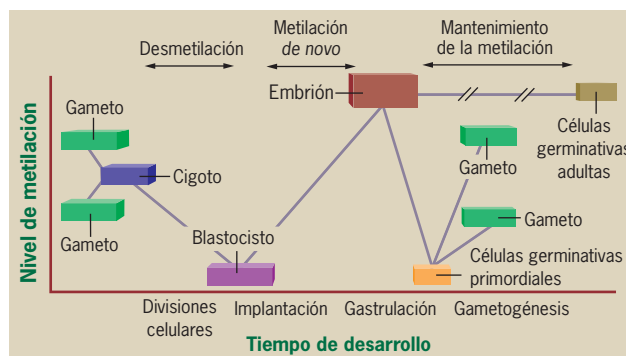 Metilación
de novo
Mantenimiento
de la metilación
Desmetilación
Embrión
Gameto
Células
germinativas
adultas
Gameto
Cigoto
Gameto
Gameto
Blastocisto
Células germinativas
primordiales
Nivel de metilación
Divisiones
celulares
Implantación
Gastrulación
Gametogénesis
Tiempo de desarrollo